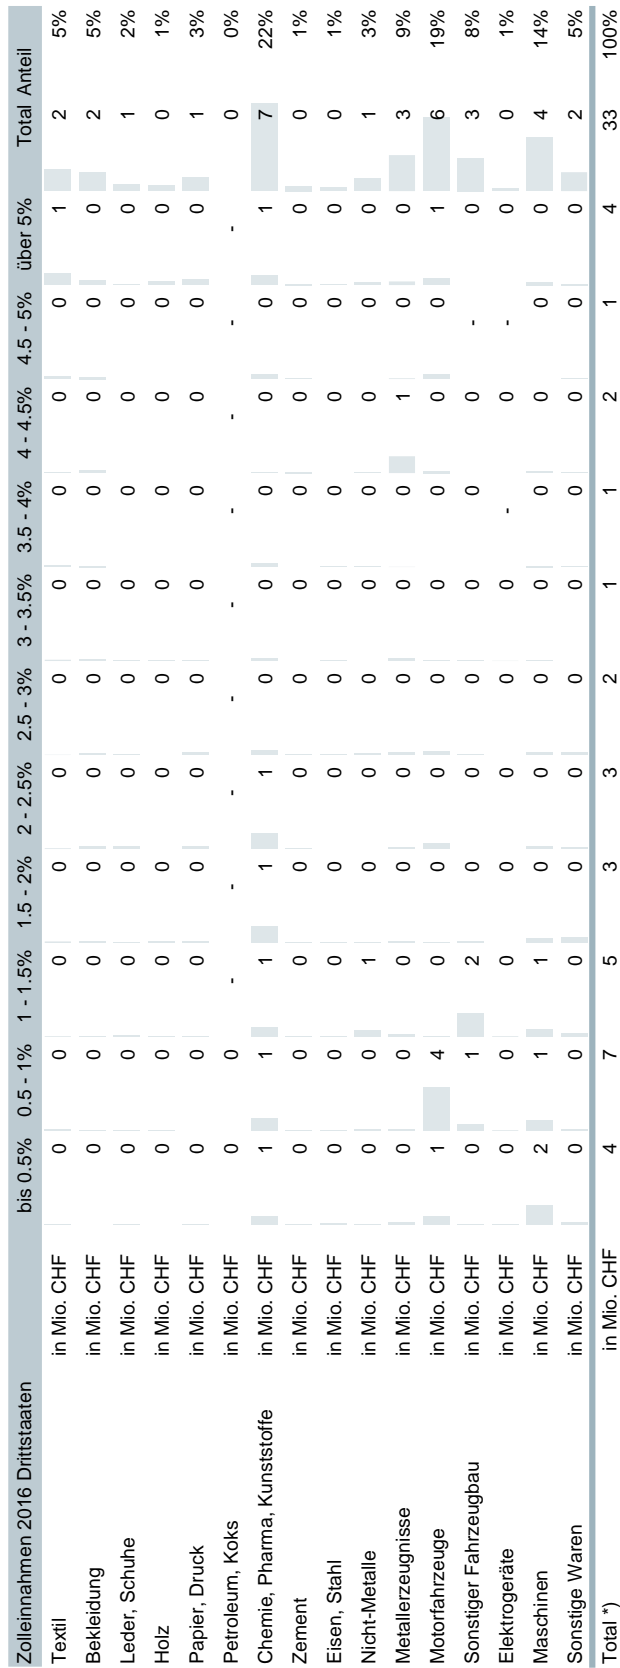 Zolleinnahmen 2016 Drittstaaten bis 0.5% 0.5 - 1% 1 - 1.5% 1.5 - 2% 2 - 2.5% 2.5 - 3% 3 - 3.5% 3.5 - 4% 4 - 4.5% 4.5 - 5% über 5% Total Anteil
Textil in Mio. CHF 0 0 0 0 0 0 0 0 0 0 1 2 5%
Bekleidung in Mio. CHF 0 0 0 0 0 0 0 0 0 0 0 2 5%
Leder, Schuhe in Mio. CHF 0 0 0 0 0 0 0 0 0 0 0 1 2%
Holz in Mio. CHF 0 0 0 0 0 0 0 0 0 0 0 0 1%
Papier, Druck in Mio. CHF 0 0 0 0 0 0 0 0 0 0 0 1 3%
Petroleum, Koks in Mio. CHF 0 0 - - - - - - - - - 0 0%
Chemie, Pharma, Kunststoffe in Mio. CHF 1 1 1 1 1 0 0 0 0 0 1 7 22%
Zement in Mio. CHF 0 0 0 0 0 0 0 0 0 0 0 0 1%
Eisen, Stahl in Mio. CHF 0 0 0 0 0 0 0 0 0 0 0 0 1%
Nicht-Metalle in Mio. CHF 0 0 1 0 0 0 0 0 0 0 0 1 3%
Metallerzeugnisse in Mio. CHF 0 0 0 0 0 0 0 0 1 0 0 3 9%
Motorfahrzeuge in Mio. CHF 1 4 0 0 0 0 0 0 0 0 1 6 19%
Sonstiger Fahrzeugbau in Mio. CHF 0 1 2 0 0 0 0 0 0 - 0 3 8%
Elektrogeräte in Mio. CHF 0 0 0 0 0 0 0 - 0 - 0 0 1%
Maschinen in Mio. CHF 2 1 1 0 0 0 0 0 0 0 0 4 14%
Sonstige Waren in Mio. CHF 0 0 0 0 0 0 0 0 0 0 0 2 5%
Total *) in Mio. CHF 4 7 5 3 3 2 1 1 2 1 4 33 100%